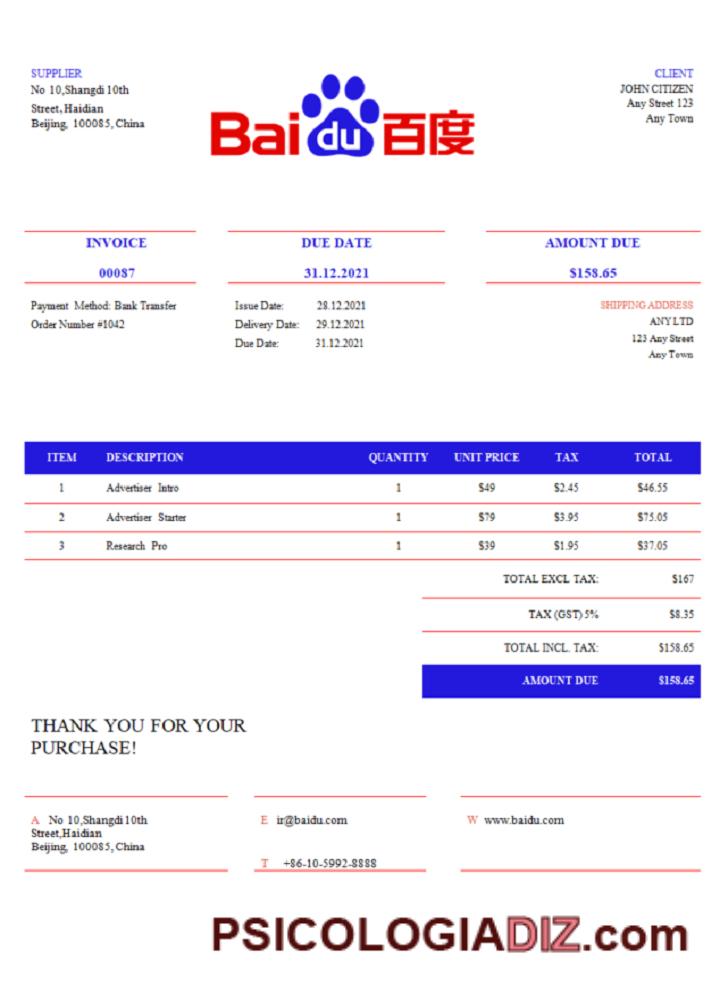 SUPPLIER
No 10,Shangdi 10th
Street, Haidian
Beijing, 100085, China
Bai du 百度
CLIENT
JOHN CITIZEN
Any Street 123
Any Town
INVOICE
00087
DUE DATE
31.12.2021
AMOUNT DUE
$158.65
Payment Method: Bank Transfer
Order Number #1042
Issue Date: 28.12.2021
Delivery Date: 29.12.2021
Due Date: 31.12.2021
SHIPPING ADDRESS
ANY LTD
123 Any Street
Any Town
ITEM DESCRIPTION QUANTITY UNIT PRICE TAX TOTAL
1 Advertiser Intro 1 $49 $2.45 $46.55
2 Advertiser Starter 1 $79 $3.95 $75.05
3 Research Pro 1 $39 $1.95 $37.05
TOTAL EXCL TAX: $167
TAX (GST) 5% $8.35
TOTAL INCL. TAX: $158.65
AMOUNT DUE $158.65
THANK YOU FOR YOUR
PURCHASE!
A No 10,Shangdi 10th
Street,Haidian
Beijing, 100085, China
E ir@baidu.com
T +86-10-5992-8888
W www.baidu.com
PSICOLOGIADIZ.com